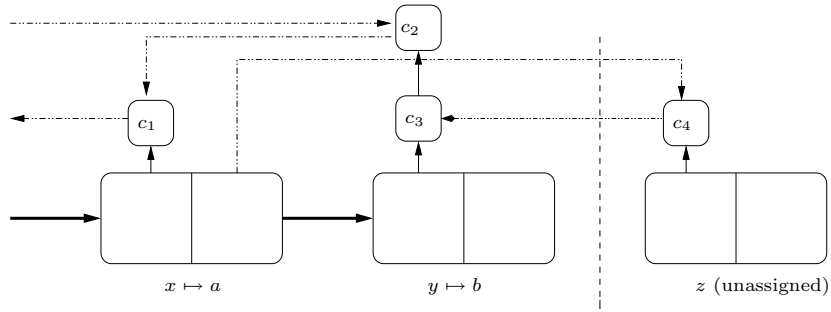 c₂
c₁
c₃
c₄
x ↦ a
y ↦ b
z (unassigned)